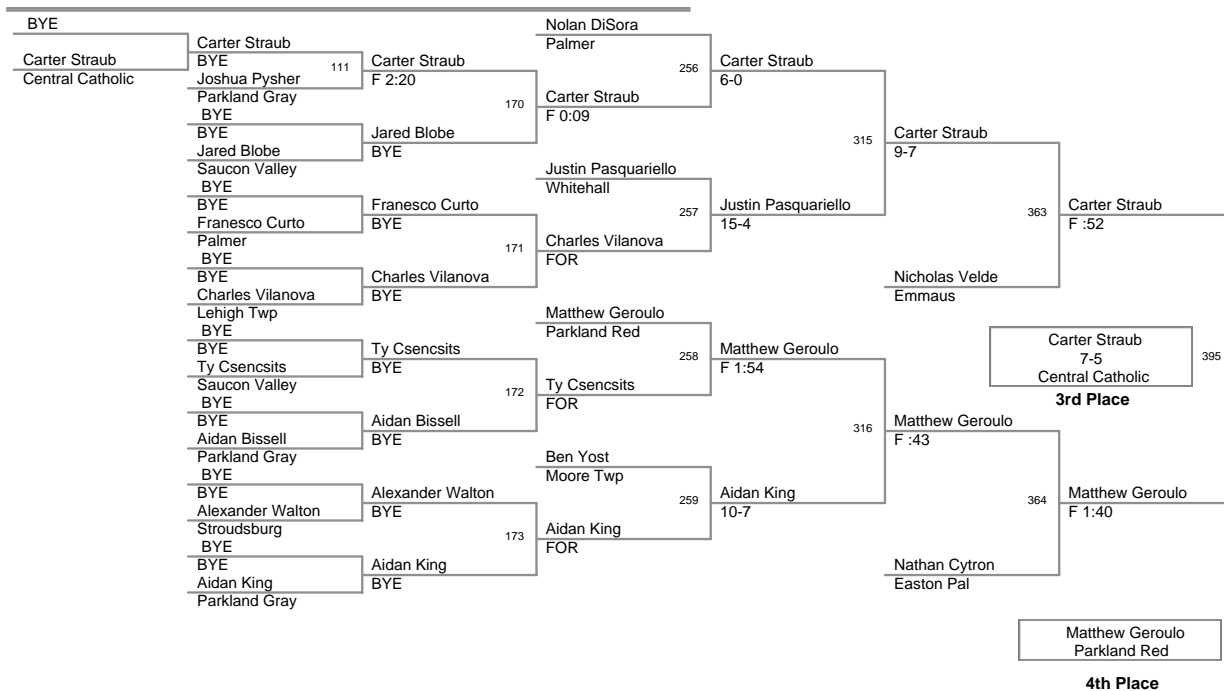 BYE
Carter Straub
Central Catholic
Carter Straub
BYE
Joshua Pysher
Parkland Gray
BYE
BYE
Jared Blobe
Saucon Valley
BYE
BYE
Franesco Curto
Palmer
BYE
BYE
Charles Vilanova
Lehigh Twp
BYE
BYE
Ty Csencsits
Saucon Valley
BYE
BYE
Aidan Bissell
Parkland Gray
BYE
BYE
Alexander Walton
Stroudsburg
BYE
BYE
Aidan King
Parkland Gray
111
Carter Straub
F 2:20
Jared Blobe
BYE
Franesco Curto
BYE
Charles Vilanova
BYE
Ty Csencsits
BYE
Aidan Bissell
BYE
Alexander Walton
BYE
Aidan King
BYE
170
171
172
173
Nolan DiSora
Palmer
Carter Straub
F 0:09
Justin Pasquariello
Whitehall
Charles Vilanova
FOR
Matthew Geroulo
Parkland Red
Ty Csencsits
FOR
Ben Yost
Moore Twp
Aidan King
FOR
256
257
258
259
Carter Straub
6-0
Justin Pasquariello
15-4
Matthew Geroulo
F 1:54
Aidan King
10-7
315
316
Carter Straub
9-7
Nicholas Velde
Emmaus
Matthew Geroulo
F :43
Nathan Cytron
Easton Pal
363
364
Carter Straub
F :52
Matthew Geroulo
F 1:40
Carter Straub
7-5
Central Catholic
395
3rd Place
Matthew Geroulo
Parkland Red
4th Place